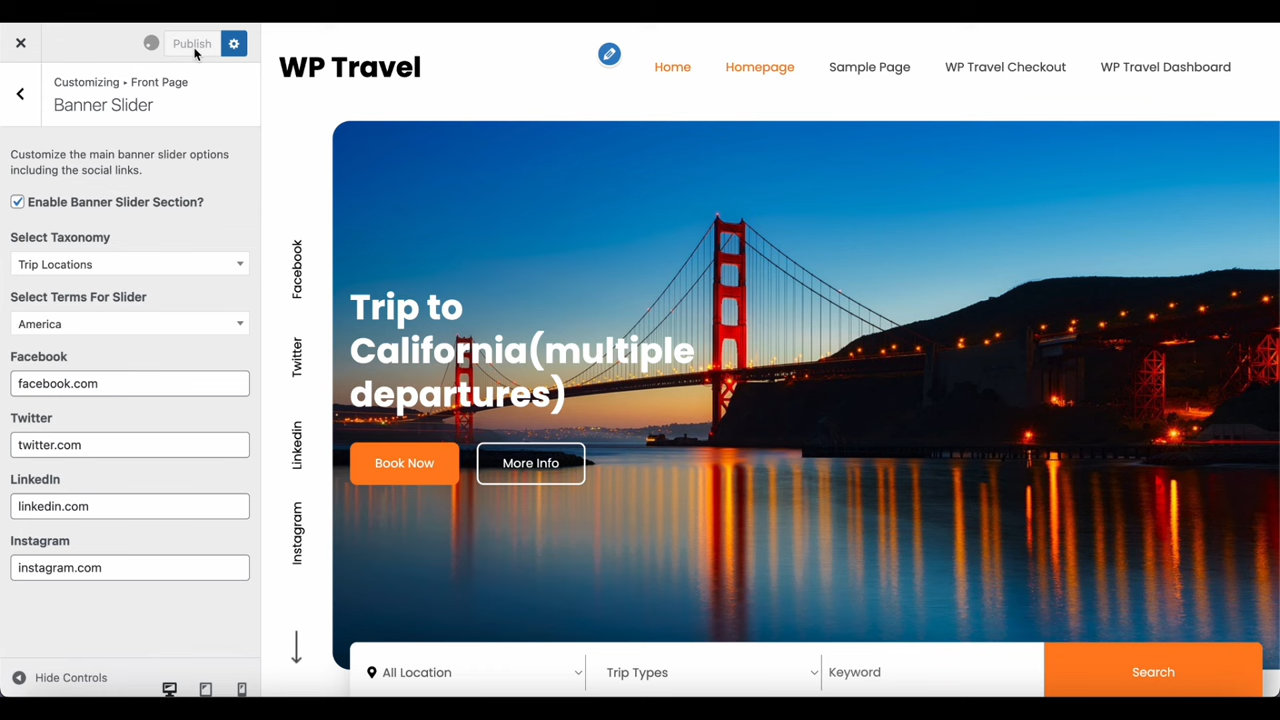 Publish
Customizing ▸ Front Page
Banner Slider
Customize the main banner slider options
including the social links.
Enable Banner Slider Section?
Select Taxonomy
Trip Locations
Select Terms For Slider
America
Facebook
facebook.com
Twitter
twitter.com
LinkedIn
linkedin.com
Instagram
instagram.com
Hide Controls
WP Travel
Home
Homepage
Sample Page
WP Travel Checkout
WP Travel Dashboard
Facebook
Twitter
Linkedin
Instagram
Trip to
California(multiple
departures)
Book Now
More Info
All Location
Trip Types
Keyword
Search